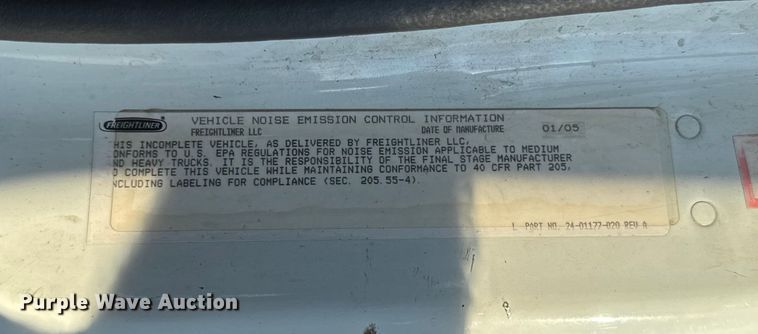 FREIGHTLINER
VEHICLE NOISE EMISSION CONTROL INFORMATION
FREIGHTLINER LLC DATE OF MANUFACTURE 01/05
HIS INCOMPLETE VEHICLE, AS DELIVERED BY FREIGHTLINER LLC,
ONFORMS TO U.S. EPA REGULATIONS FOR NOISE EMISSION APPLICABLE TO MEDIUM
ND HEAVY TRUCKS. IT IS THE RESPONSIBILITY OF THE FINAL STAGE MANUFACTURER
O COMPLETE THIS VEHICLE WHILE MAINTAINING CONFORMANCE TO 40 CFR PART 205,
NCLUDING LABELING FOR COMPLIANCE (SEC. 205.55-4).
L PART NO. 24-01177-020 REV A
Purple Wave Auction